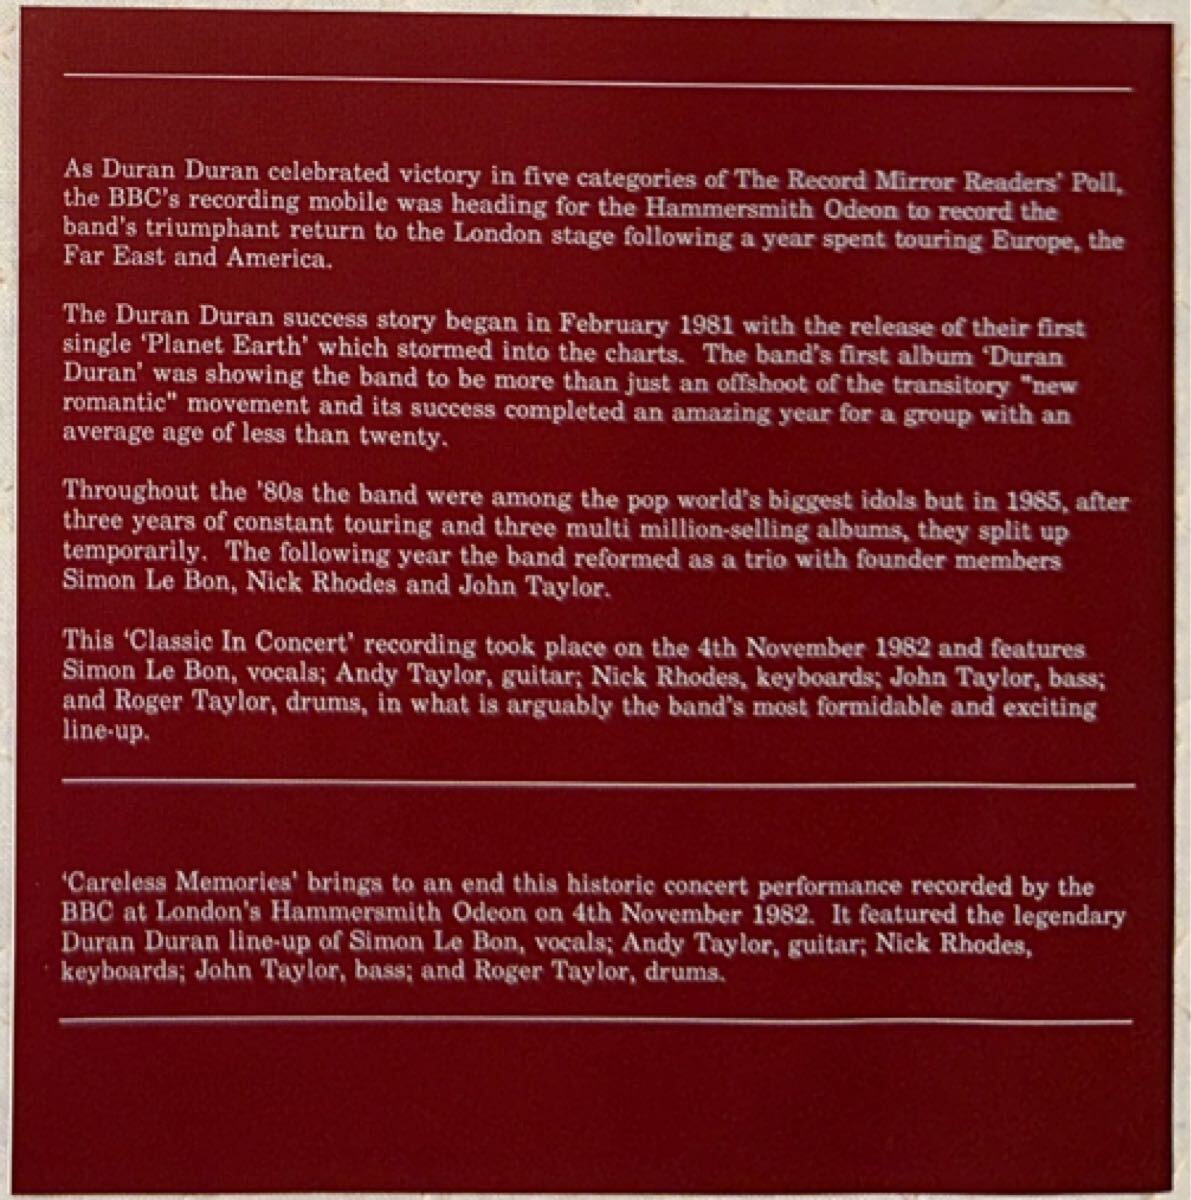 As Duran Duran celebrated victory in five categories of The Record Mirror Readers' Poll,
the BBC's recording mobile was heading for the Hammersmith Odeon to record the
band's triumphant return to the London stage following a year spent touring Europe, the
Far East and America.
The Duran Duran success story began in February 1981 with the release of their first
single 'Planet Earth' which stormed into the charts. The band's first album 'Duran
Duran' was showing the band to be more than just an offshoot of the transitory "new
romantic" movement and its success completed an amazing year for a group with an
average age of less than twenty.
Throughout the '80s the band were among the pop world's biggest idols but in 1985, after
three years of constant touring and three multi million-selling albums, they split up
temporarily. The following year the band reformed as a trio with founder members
Simon Le Bon, Nick Rhodes and John Taylor.
This 'Classic In Concert' recording took place on the 4th November 1982 and features
Simon Le Bon, vocals; Andy Taylor, guitar; Nick Rhodes, keyboards; John Taylor, bass;
and Roger Taylor, drums, in what is arguably the band's most formidable and exciting
line-up.
'Careless Memories' brings to an end this historic concert performance recorded by the
BBC at London's Hammersmith Odeon on 4th November 1982. It featured the legendary
Duran Duran line-up of Simon Le Bon, vocals; Andy Taylor, guitar; Nick Rhodes,
keyboards; John Taylor, bass; and Roger Taylor, drums.